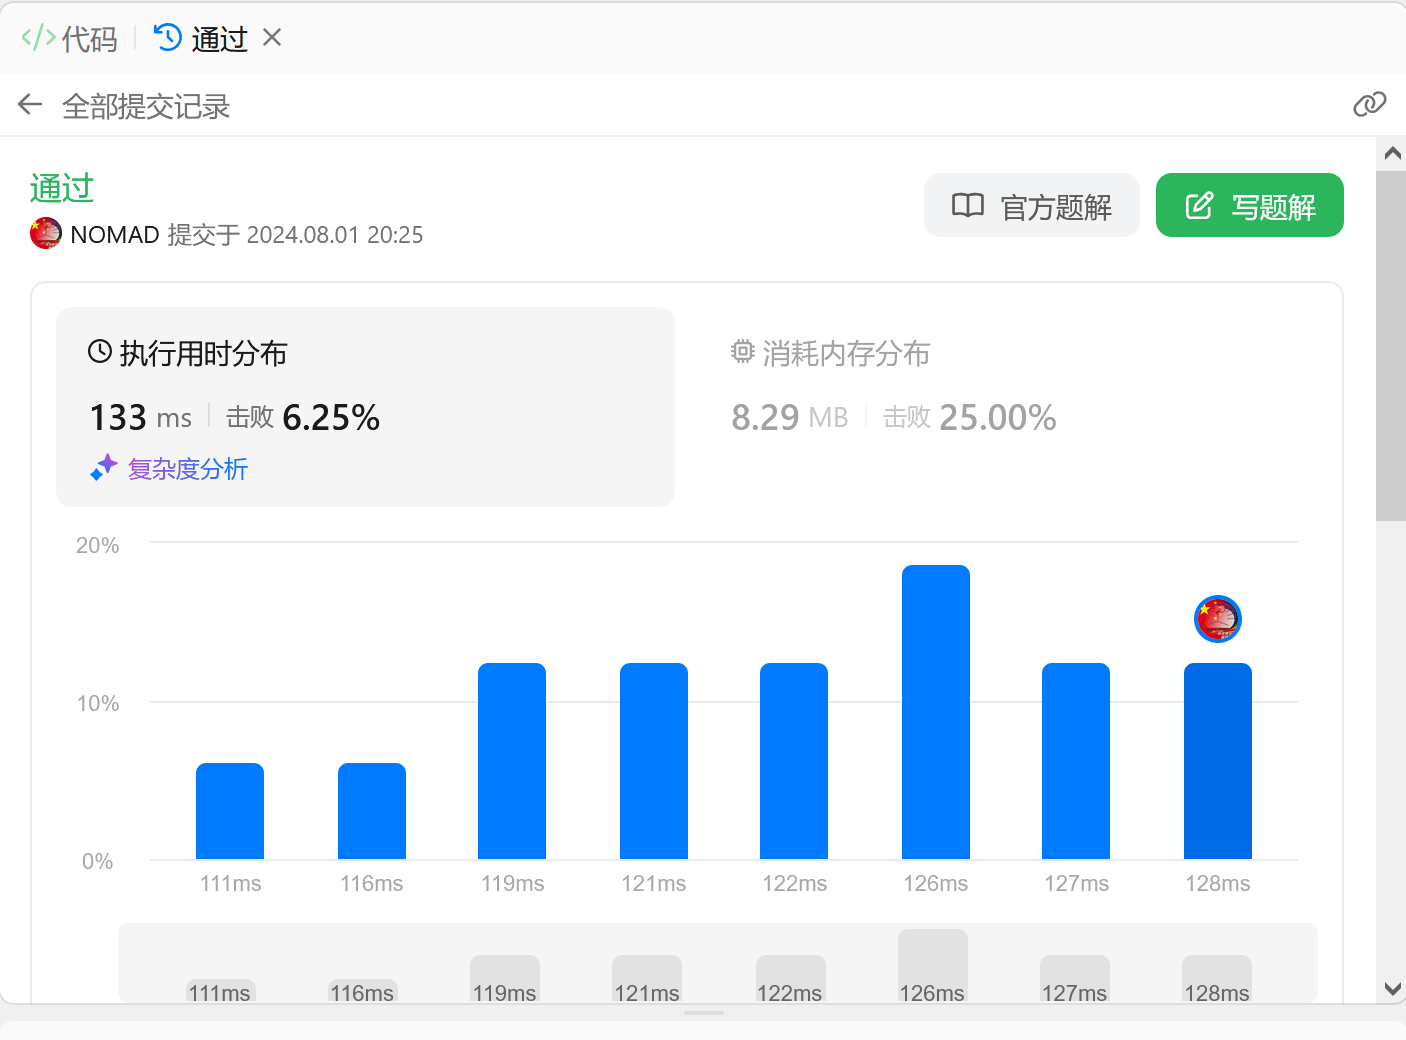 代码 通过
全部提交记录
通过
官方题解 写题解
NOMAD 提交于 2024.08.01 20:25
执行用时分布
133 ms 击败 6.25%
复杂度分析
消耗内存分布
8.29 MB 击败 25.00%
20%
10%
0%
111ms 116ms 119ms 121ms 122ms 126ms 127ms 128ms
111ms 116ms 119ms 121ms 122ms 126ms 127ms 128ms